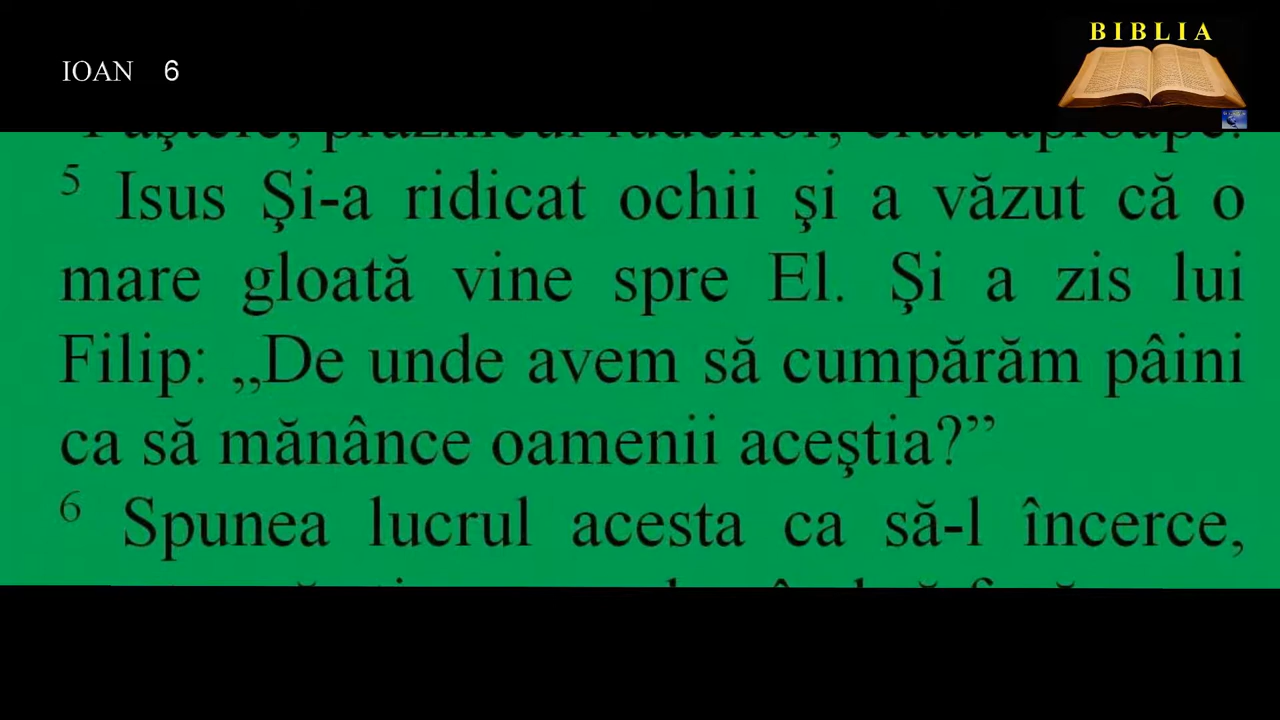 BIBLIA
IOAN 6
5 Isus Şi-a ridicat ochii şi a văzut că o
mare gloată vine spre El. Şi a zis lui
Filip: „De unde avem să cumpărăm pâini
ca să mănânce oamenii aceştia?”
6 Spunea lucrul acesta ca să-l încerce,